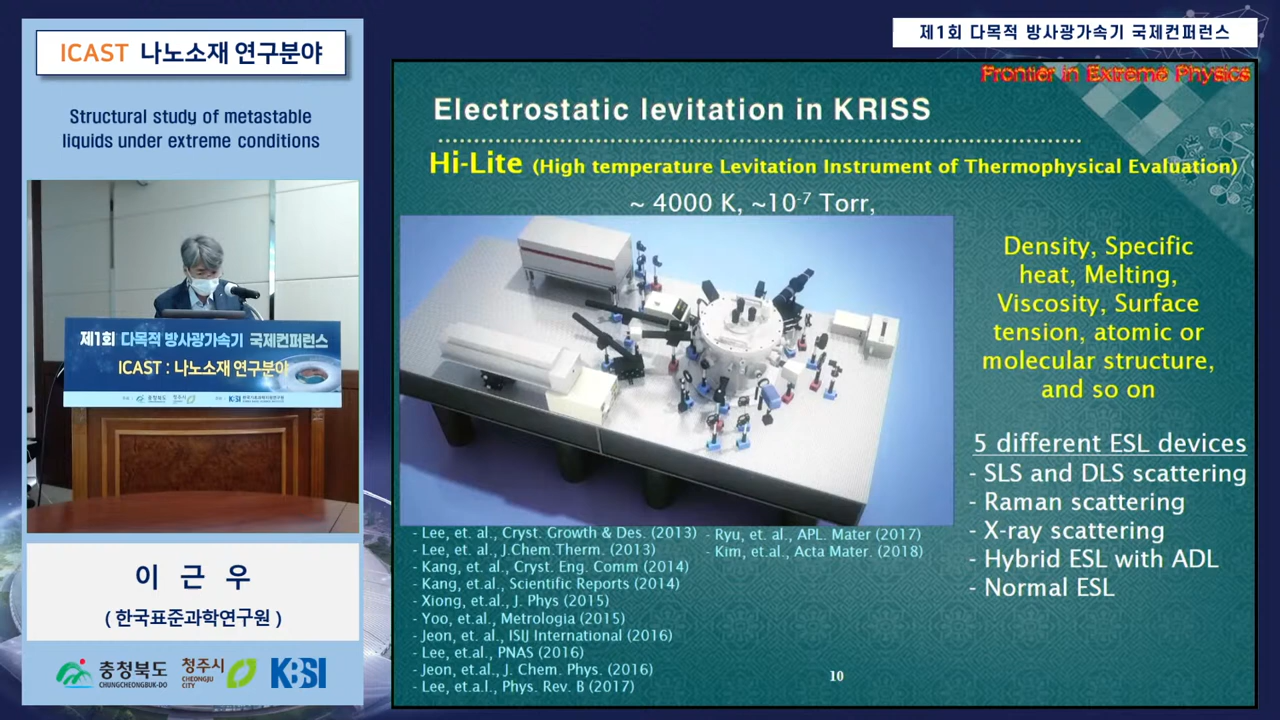 ICAST 나노소재 연구분야
Structural study of metastable
liquids under extreme conditions
제1회 다목적 방사광가속기 국제컨퍼런스
ICAST : 나노소재 연구분야
충청북도
청주시
KBSI
이 근 우
( 한국표준과학연구원 )
충청북도
CHUNGCHEONGBUK-DO
청주시
CHEONGJU
CITY
KBSI
제1회 다목적 방사광가속기 국제컨퍼런스
Frontier in Extreme Physics
Electrostatic levitation in KRISS
Hi-Lite (High temperature Levitation Instrument of Thermophysical Evaluation)
~ 4000 K, ~10-7 Torr,
Density, Specific
heat, Melting,
Viscosity, Surface
tension, atomic or
molecular structure,
and so on
5 different ESL devices
- SLS and DLS scattering
- Raman scattering
- X-ray scattering
- Hybrid ESL with ADL
- Normal ESL
- Lee, et. al., Cryst. Growth & Des. (2013)
- Lee, et. al., J.Chem.Therm. (2013)
- Kang, et. al., Cryst. Eng. Comm (2014)
- Kang, et.al., Scientific Reports (2014)
- Xiong, et.al., J. Phys (2015)
- Yoo, et.al., Metrologia (2015)
- Jeon, et. al., ISIJ International (2016)
- Lee, et.al., PNAS (2016)
- Jeon, et.al., J. Chem. Phys. (2016)
- Lee, et.a.l., Phys. Rev. B (2017)
- Ryu, et. al., APL. Mater (2017)
- Kim, et.al., Acta Mater. (2018)
10